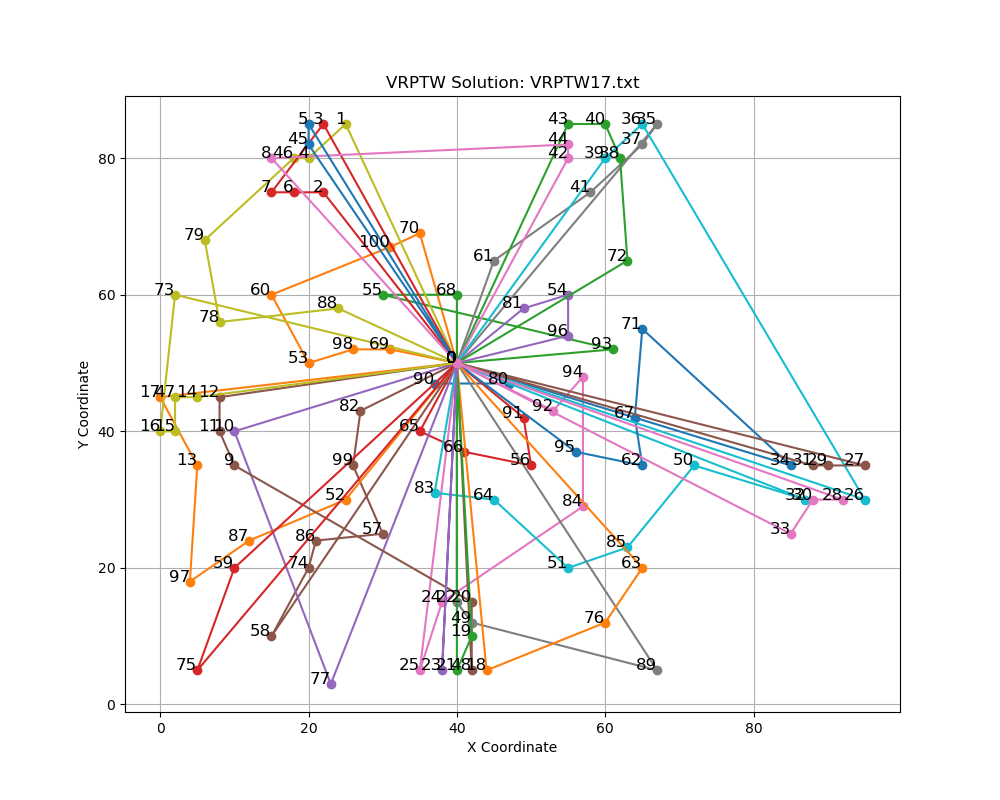 VRPTW Solution: VRPTW17.txt
5 3 1 43 40 36 35
45 44 37
8 46 4 42 39 38
7 6 2 41
79 100 70
61 72
73 60 55 68 54
78 88 81
71
96
53 98 69 0 93
90 80 94
17 47 14 12 82 91 92 67
16 15 11 10 65
66
13 9 99 56 95 62 50 34 31 29 27
52 83 64 84 32 30 28 26
87 86 57 33
59 74 51 85 63
97
24 22 20
58 49 19 76
75 25 23 21 48 18 89
77
80
60
40
20
0
Y Coordinate
0 20 40 60 80
X Coordinate